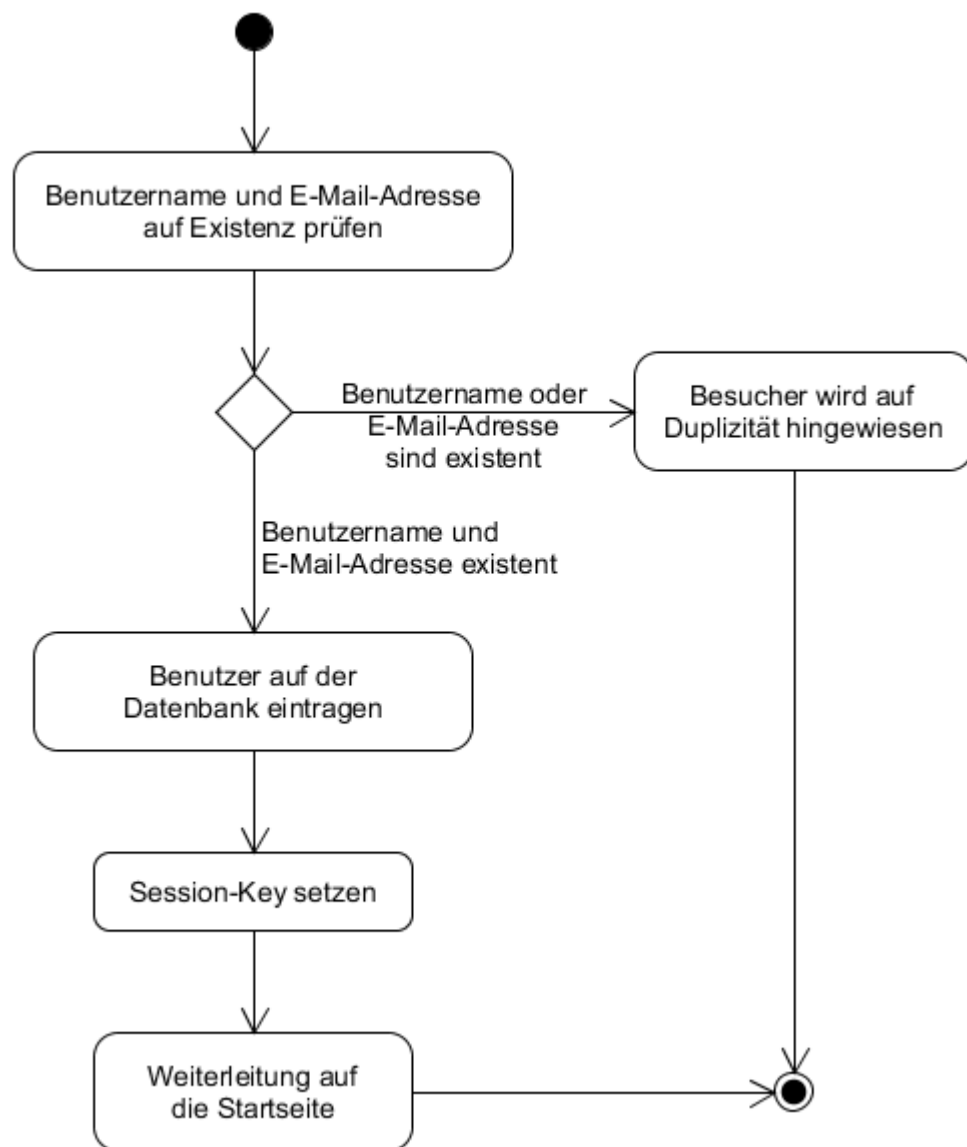 Benutzername und E-Mail-Adresse
auf Existenz prüfen
Benutzername oder
E-Mail-Adresse
sind existent
Besucher wird auf
Duplizität hingewiesen
Benutzername und
E-Mail-Adresse existent
Benutzer auf der
Datenbank eintragen
Session-Key setzen
Weiterleitung auf
die Startseite